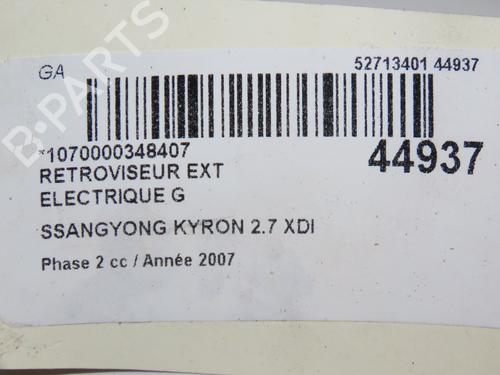 GA
52713401 44937
*1070000348407
44937
RETROVISEUR EXT
ELECTRIQUE G
SSANGYONG KYRON 2.7 XDI
Phase 2 cc / Année 2007
B-PARTS